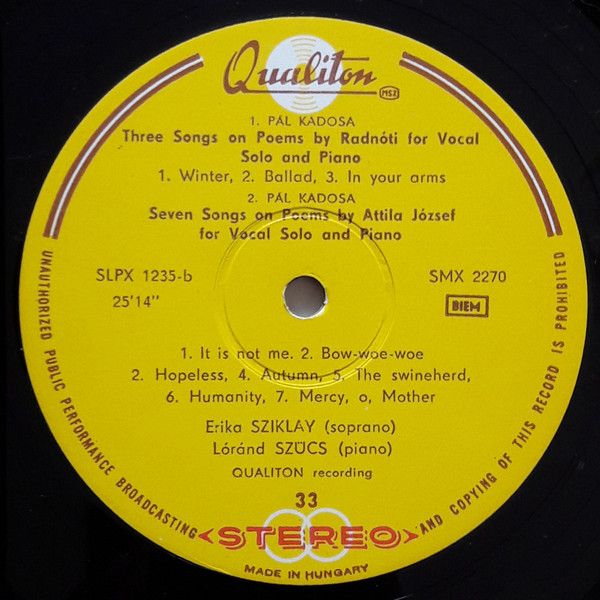 Qualiton
MSZ
1. PÁL KADOSA
Three Songs on Poems by Radnóti for Vocal
Solo and Piano
1. Winter, 2. Ballad, 3. In your arms
2. PÁL KADOSA
Seven Songs on Poems by Attila József
for Vocal Solo and Piano
SLPX 1235-b
SMX 2270
25'14"
BIEM
1. It is not me. 2. Bow-woe-woe
2. Hopeless, 4. Autumn, 5. The swineherd,
6. Humanity, 7. Mercy, o, Mother
Erika SZIKLAY (soprano)
Lóránd SZŰCS (piano)
QUALITON recording
33
STEREO
MADE IN HUNGARY
UNAUTHORIZED PUBLIC PERFORMANCE BROADCASTING AND COPYING OF THIS RECORD IS PROHIBITED